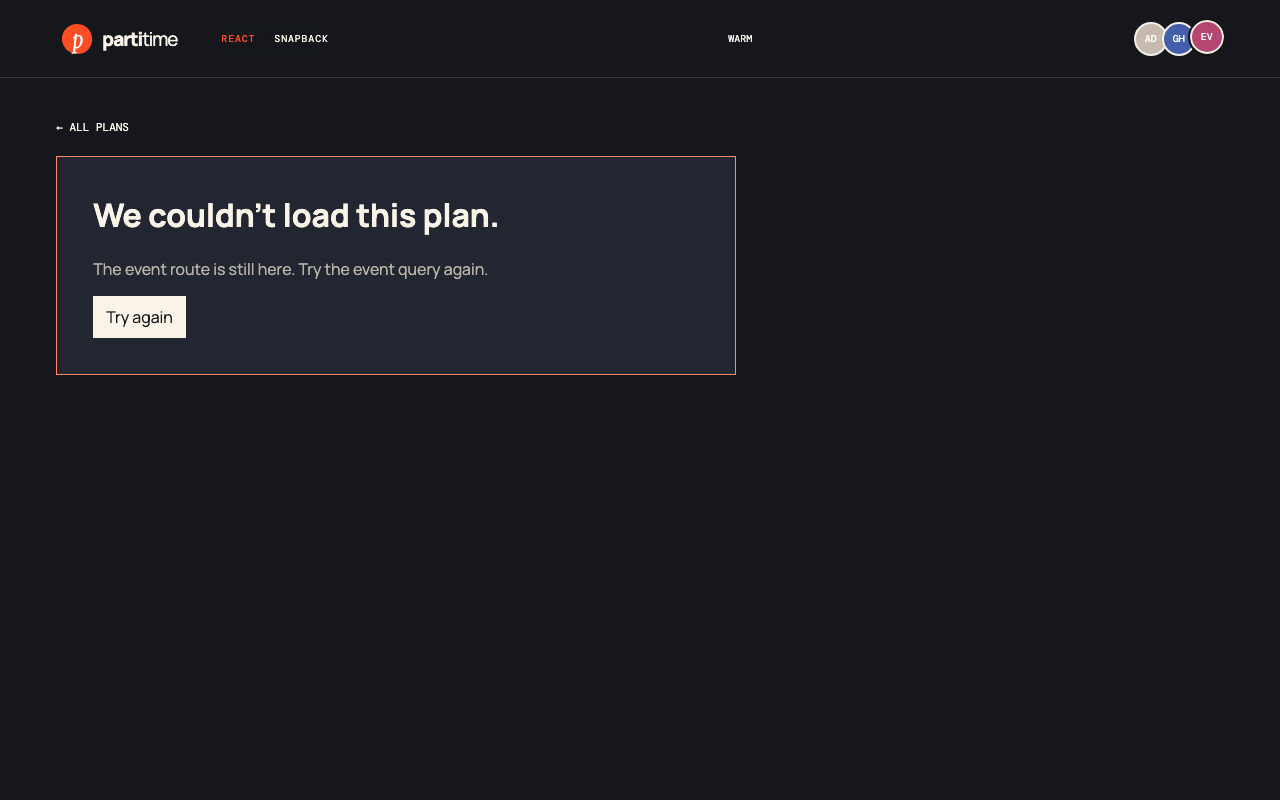 p partitime REACT SNAPBACK WARM AD GH EV
← ALL PLANS
We couldn't load this plan.
The event route is still here. Try the event query again.
Try again